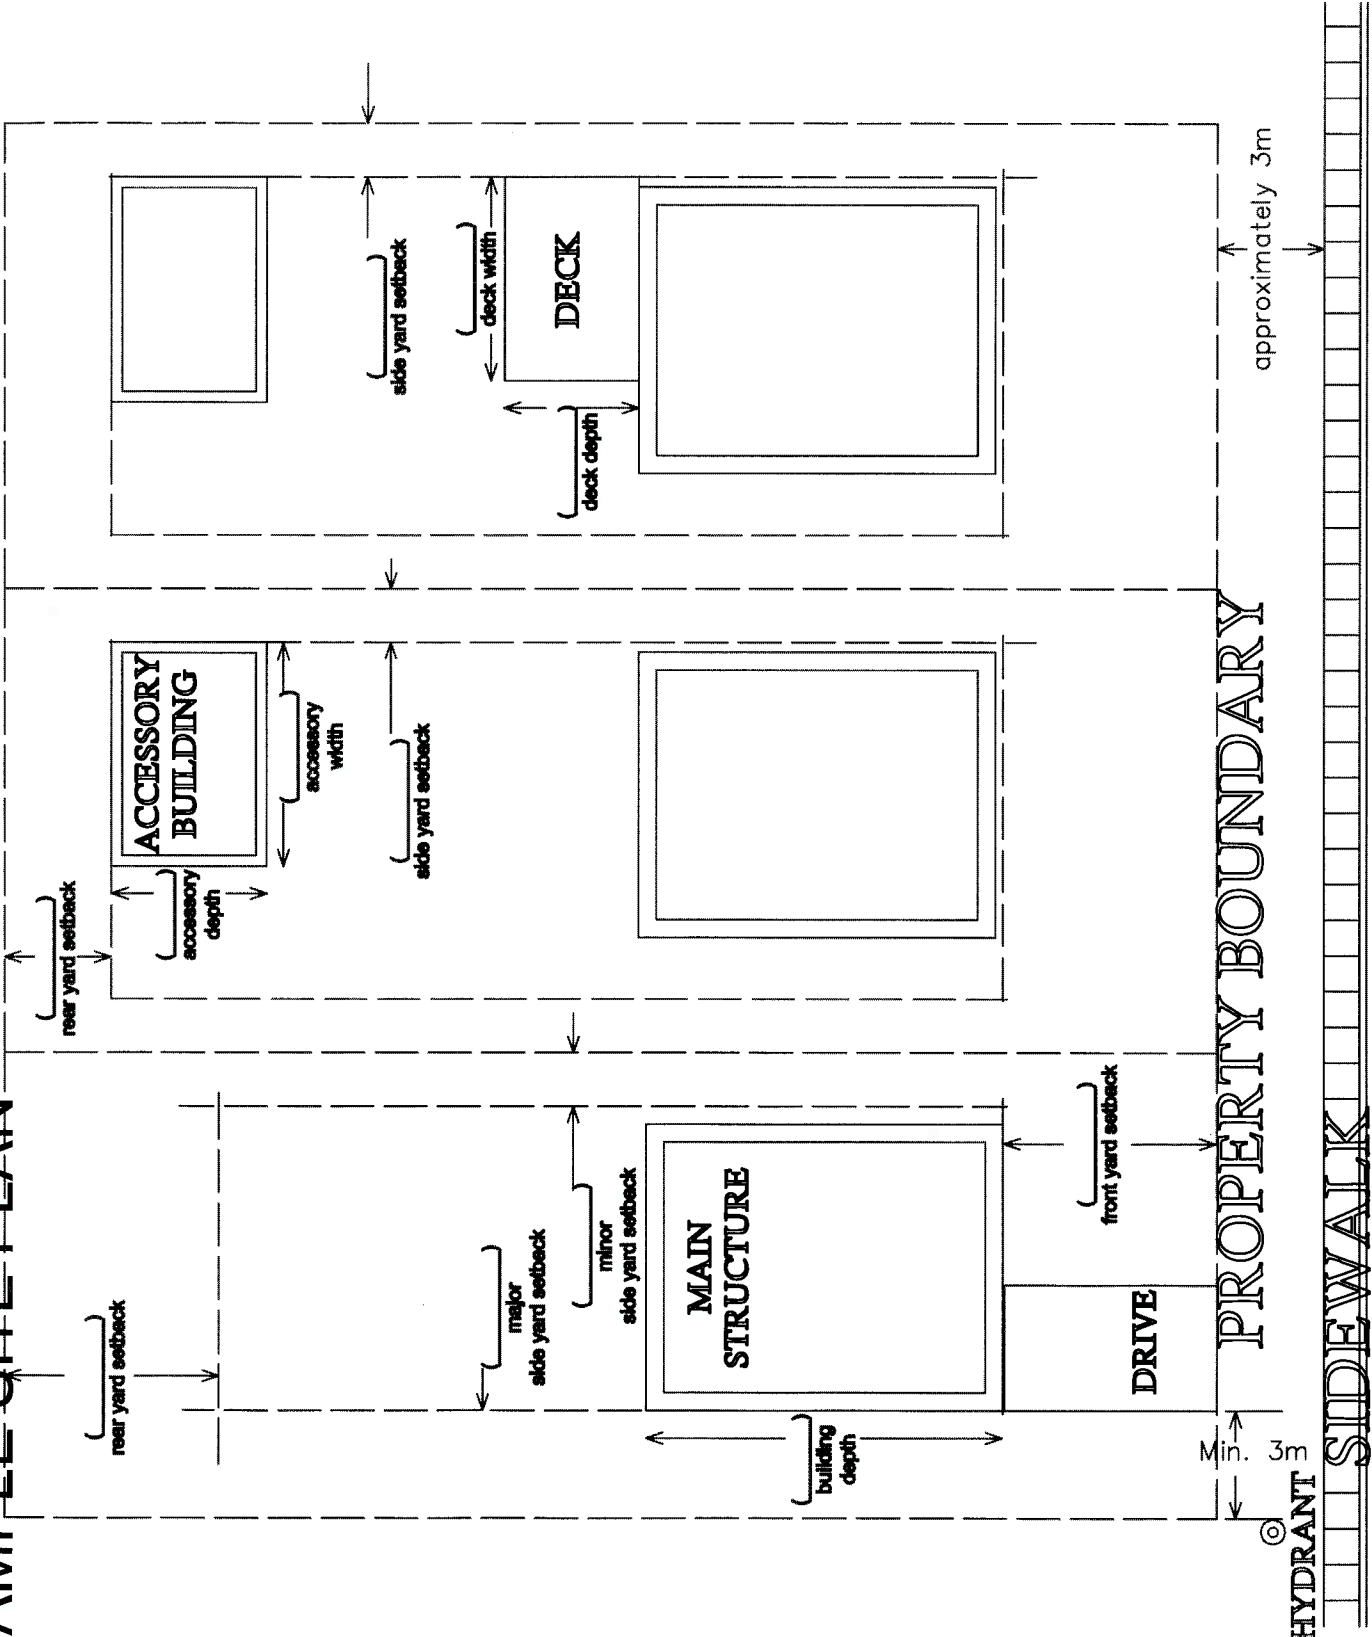 rear yard setback
major
side yard setback
minor
side yard setback
MAIN
STRUCTURE
building
depth
front yard setback
DRIVE
Min. 3m
HYDRANT
rear yard setback
ACCESSORY
BUILDING
accessory
depth
accessory
width
side yard setback
side yard setback
deck width
DECK
deck depth
approximately 3m
PROPERTY BOUNDARY
SIDEWALK